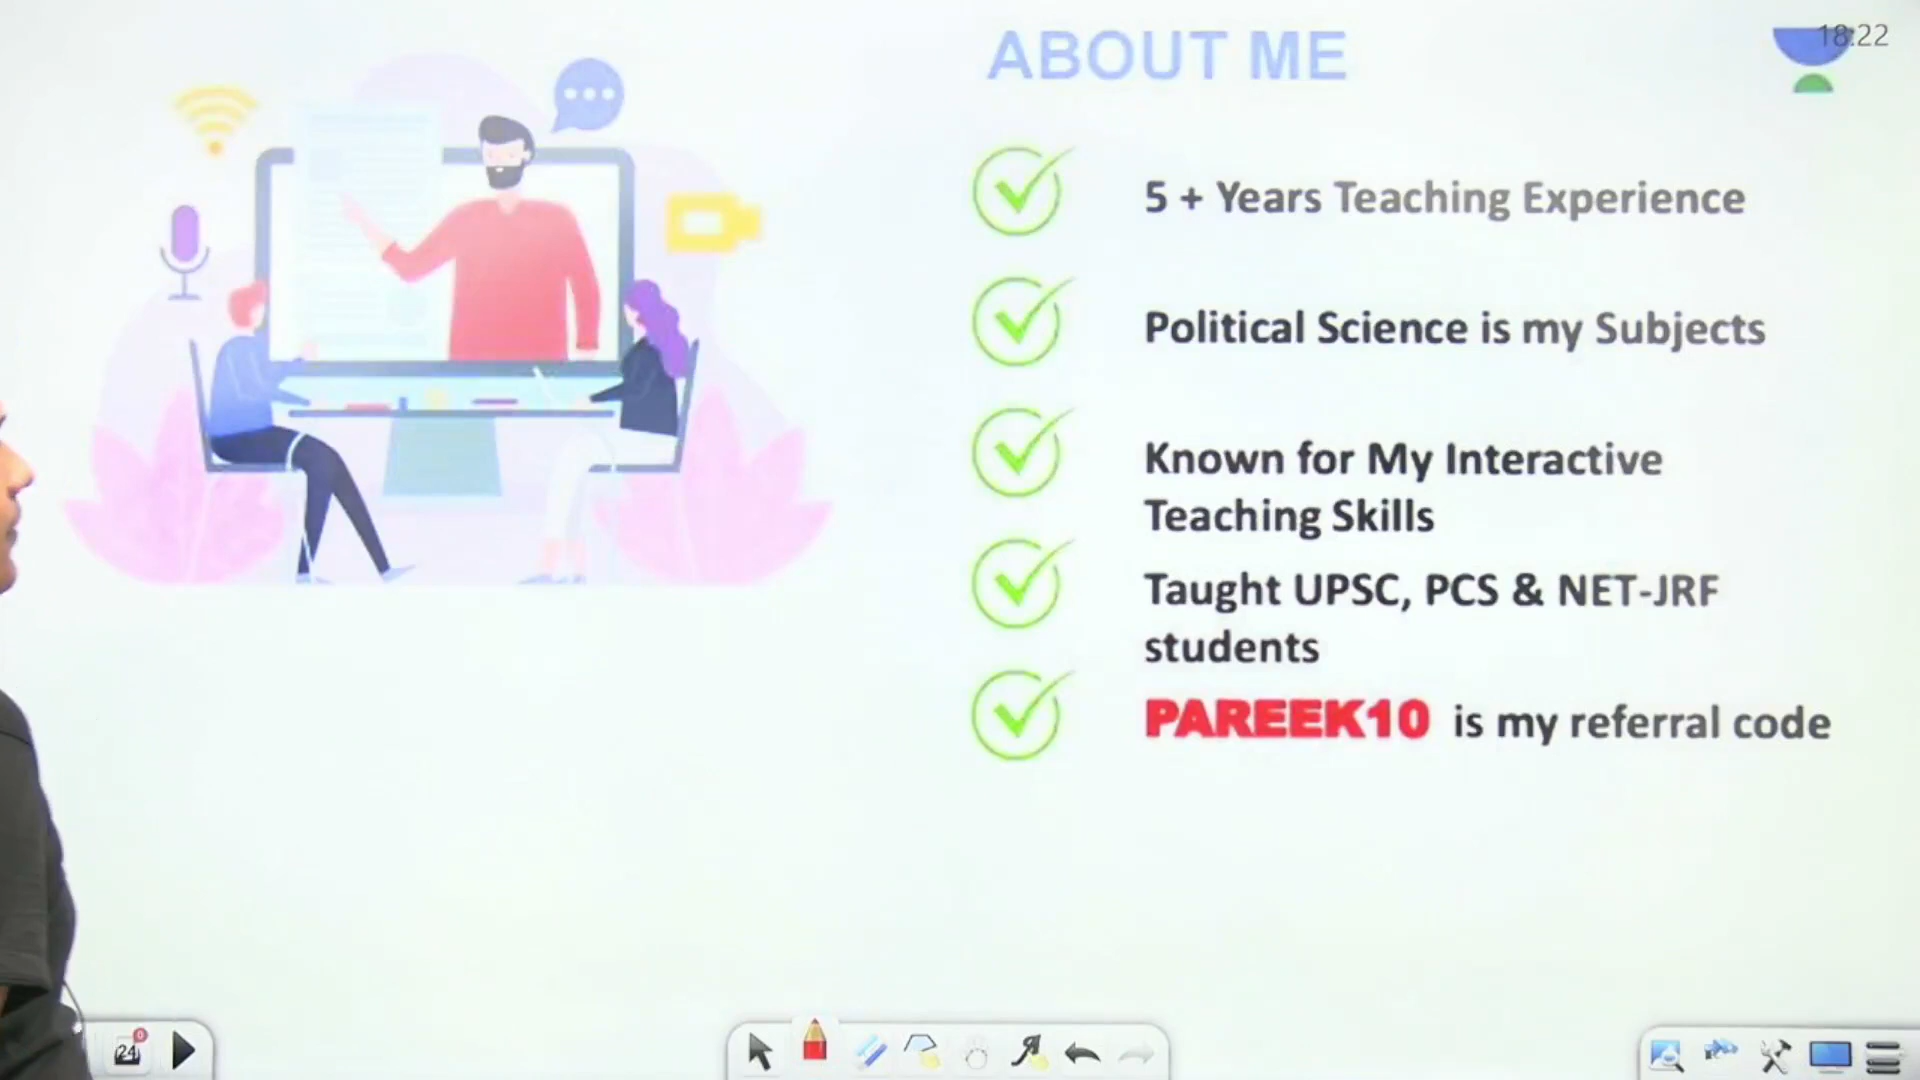 ABOUT ME
18:22
5 + Years Teaching Experience
Political Science is my Subjects
Known for My Interactive
Teaching Skills
Taught UPSC, PCS & NET-JRF
students
PAREEK10 is my referral code
24
0